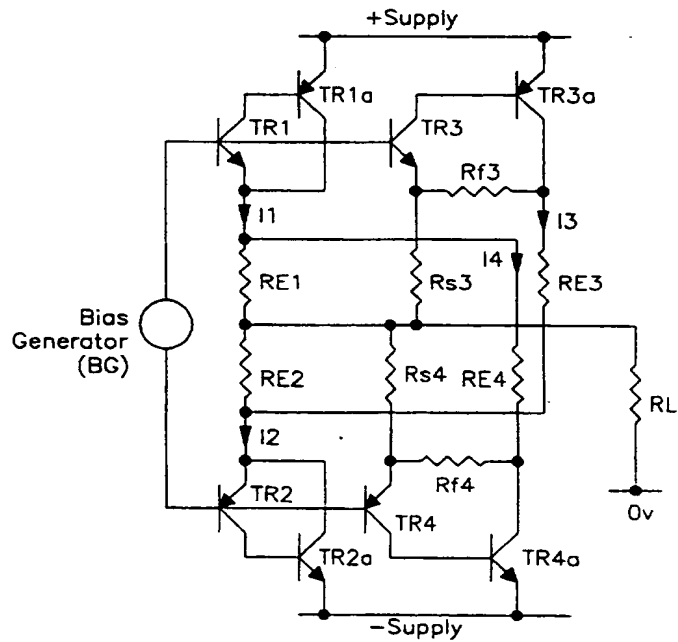 +Supply
TR1a
TR3a
TR1
TR3
Rf3
I1
I3
I4
RE1
Rs3
RE3
Bias
Generator
(BG)
RE2
Rs4
RE4
RL
I2
Rf4
TR2
TR4
0v
TR2a
TR4a
-Supply